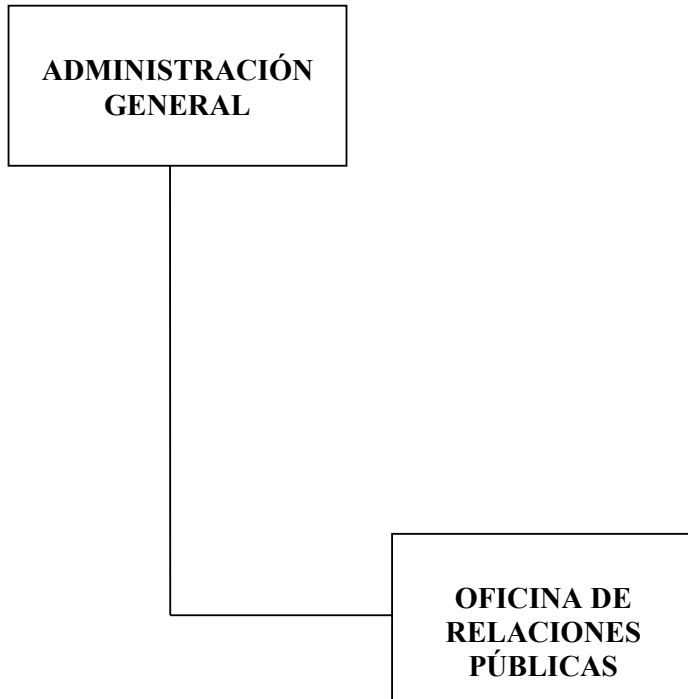 ADMINISTRACIÓN
GENERAL
OFICINA DE
RELACIONES
PÚBLICAS